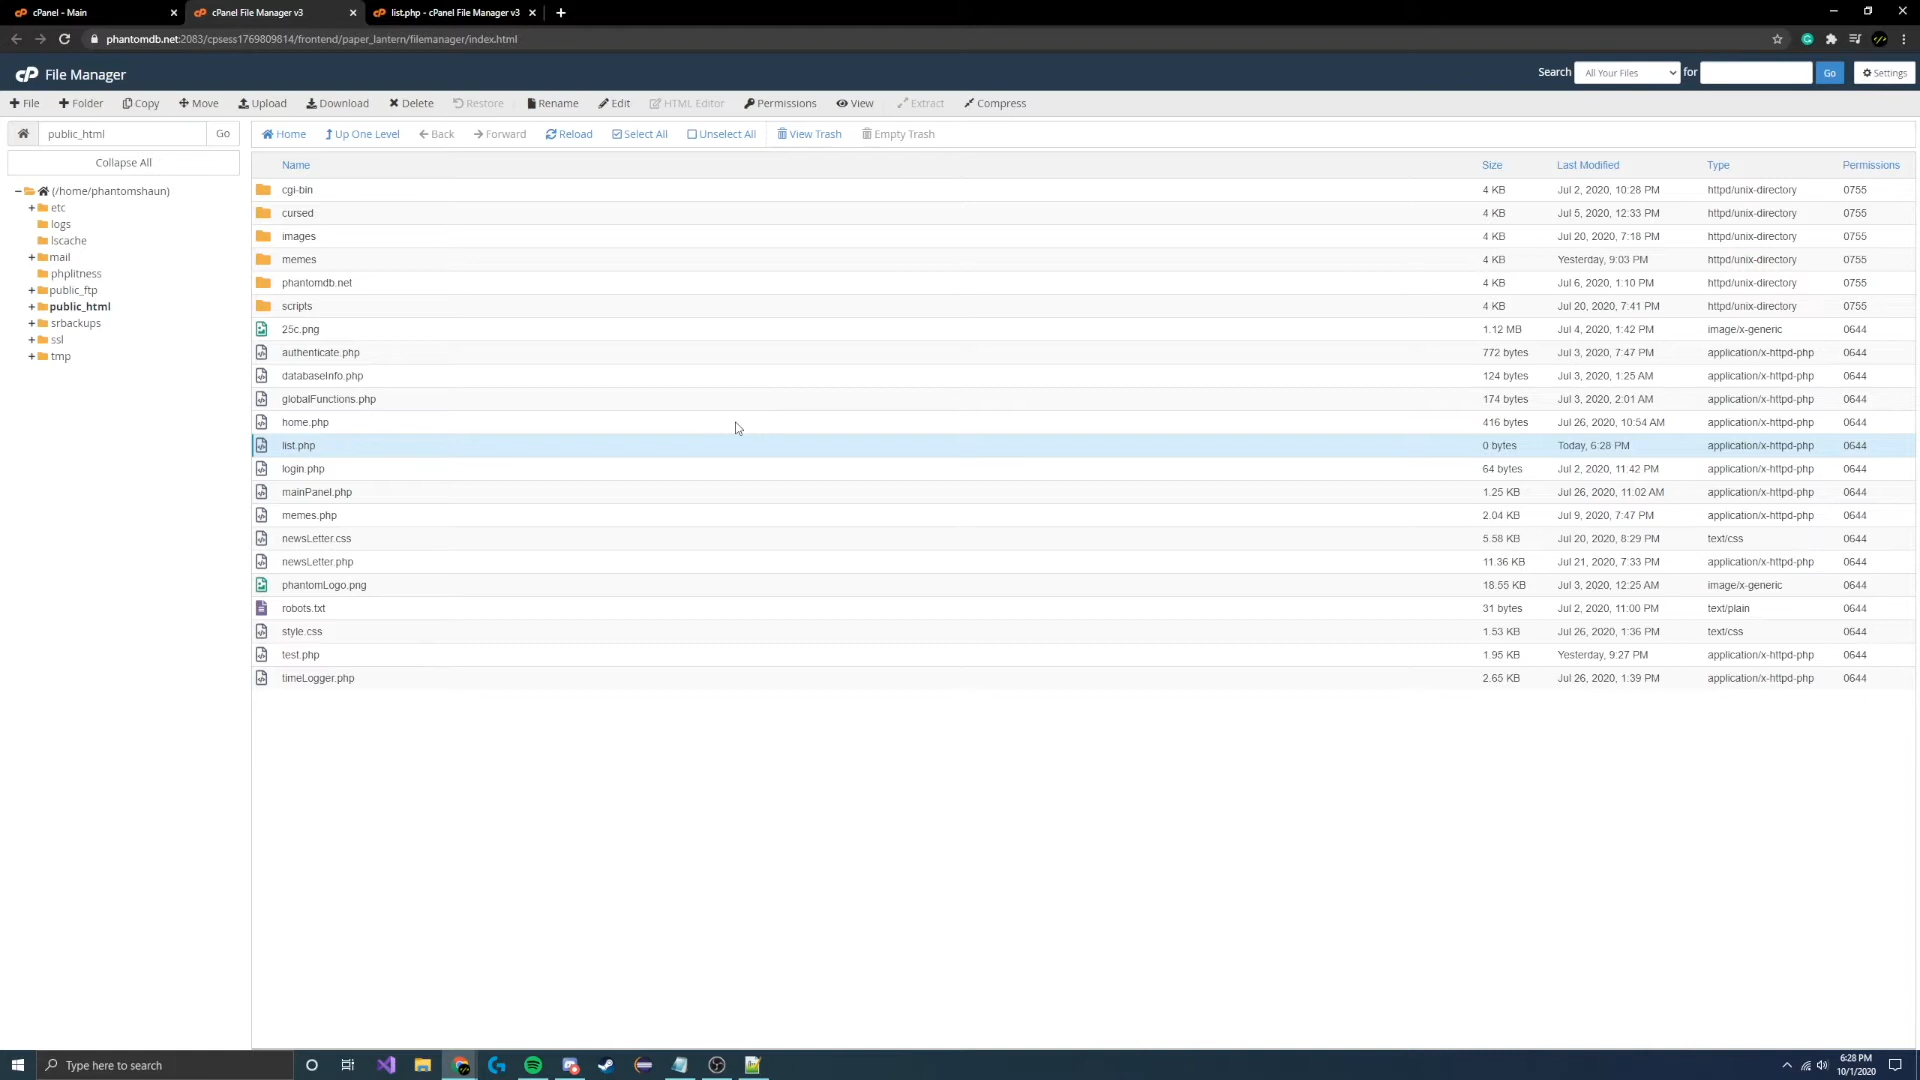 cPanel - Main
cPanel File Manager v3
list.php - cPanel File Manager v3
phantomdb.net:2083/cpsess1769809814/frontend/paper_lantern/filemanager/index.html
cP File Manager
Search All Your Files for Go Settings
File Folder Copy Move Upload Download Delete Restore Rename Edit HTML Editor Permissions View Extract Compress
public_html Go
Home Up One Level Back Forward Reload Select All Unselect All View Trash Empty Trash
Collapse All
(/home/phantomshaun)
etc
logs
lscache
mail
phplitness
public_ftp
public_html
srbackups
ssl
tmp
Name Size Last Modified Type Permissions
cgi-bin 4 KB Jul 2, 2020, 10:28 PM httpd/unix-directory 0755
cursed 4 KB Jul 5, 2020, 12:33 PM httpd/unix-directory 0755
images 4 KB Jul 20, 2020, 7:18 PM httpd/unix-directory 0755
memes 4 KB Yesterday, 9:03 PM httpd/unix-directory 0755
phantomdb.net 4 KB Jul 6, 2020, 1:10 PM httpd/unix-directory 0755
scripts 4 KB Jul 20, 2020, 7:41 PM httpd/unix-directory 0755
25c.png 1.12 MB Jul 4, 2020, 1:42 PM image/x-generic 0644
authenticate.php 772 bytes Jul 3, 2020, 7:47 PM application/x-httpd-php 0644
databaseInfo.php 124 bytes Jul 3, 2020, 1:25 AM application/x-httpd-php 0644
globalFunctions.php 174 bytes Jul 3, 2020, 2:01 AM application/x-httpd-php 0644
home.php 416 bytes Jul 26, 2020, 10:54 AM application/x-httpd-php 0644
list.php 0 bytes Today, 6:28 PM application/x-httpd-php 0644
login.php 64 bytes Jul 2, 2020, 11:42 PM application/x-httpd-php 0644
mainPanel.php 1.25 KB Jul 26, 2020, 11:02 AM application/x-httpd-php 0644
memes.php 2.04 KB Jul 9, 2020, 7:47 PM application/x-httpd-php 0644
newsLetter.css 5.58 KB Jul 20, 2020, 8:29 PM text/css 0644
newsLetter.php 11.36 KB Jul 21, 2020, 7:33 PM application/x-httpd-php 0644
phantomLogo.png 18.55 KB Jul 3, 2020, 12:25 AM image/x-generic 0644
robots.txt 31 bytes Jul 2, 2020, 11:00 PM text/plain 0644
style.css 1.53 KB Jul 26, 2020, 1:36 PM text/css 0644
test.php 1.95 KB Yesterday, 9:27 PM application/x-httpd-php 0644
timeLogger.php 2.65 KB Jul 26, 2020, 1:39 PM application/x-httpd-php 0644
Type here to search
6:28 PM
10/1/2020